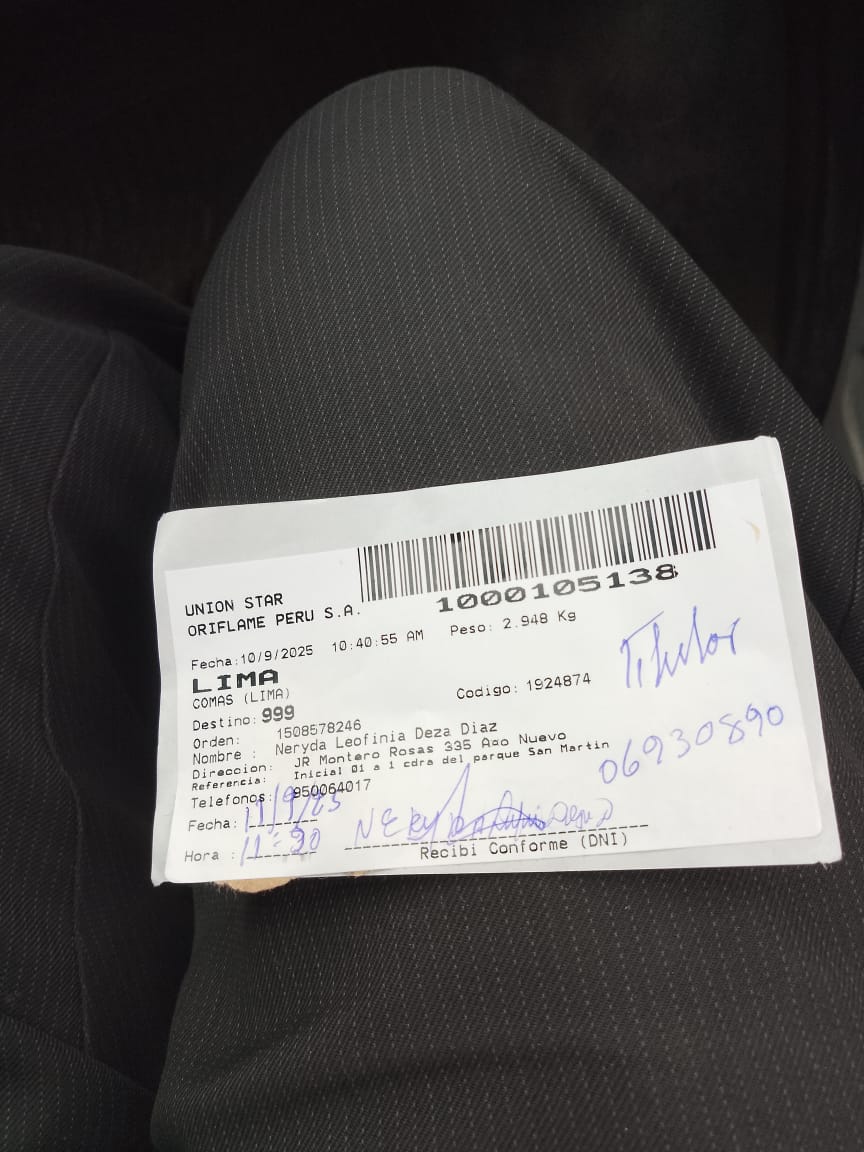 1000105138
UNION STAR
ORIFLAME PERU S.A.
Fecha:10/9/2025 10:40:55 AM Peso: 2.948 Kg
LIMA
COMAS (LIMA)
Codigo: 1924874
Titular
Destino: 999
Orden: 1508578246
Nombre : Neryda Leofinia Deza Diaz
Direccion: JR Montero Rosas 335 Ano Nuevo
Referencia: Inicial 01 a 1 cdra del parque San Martin
Telefonos: 950064017
06930890
Fecha: 11/9/25
Hora : 11:30
Recibi Conforme (DNI)